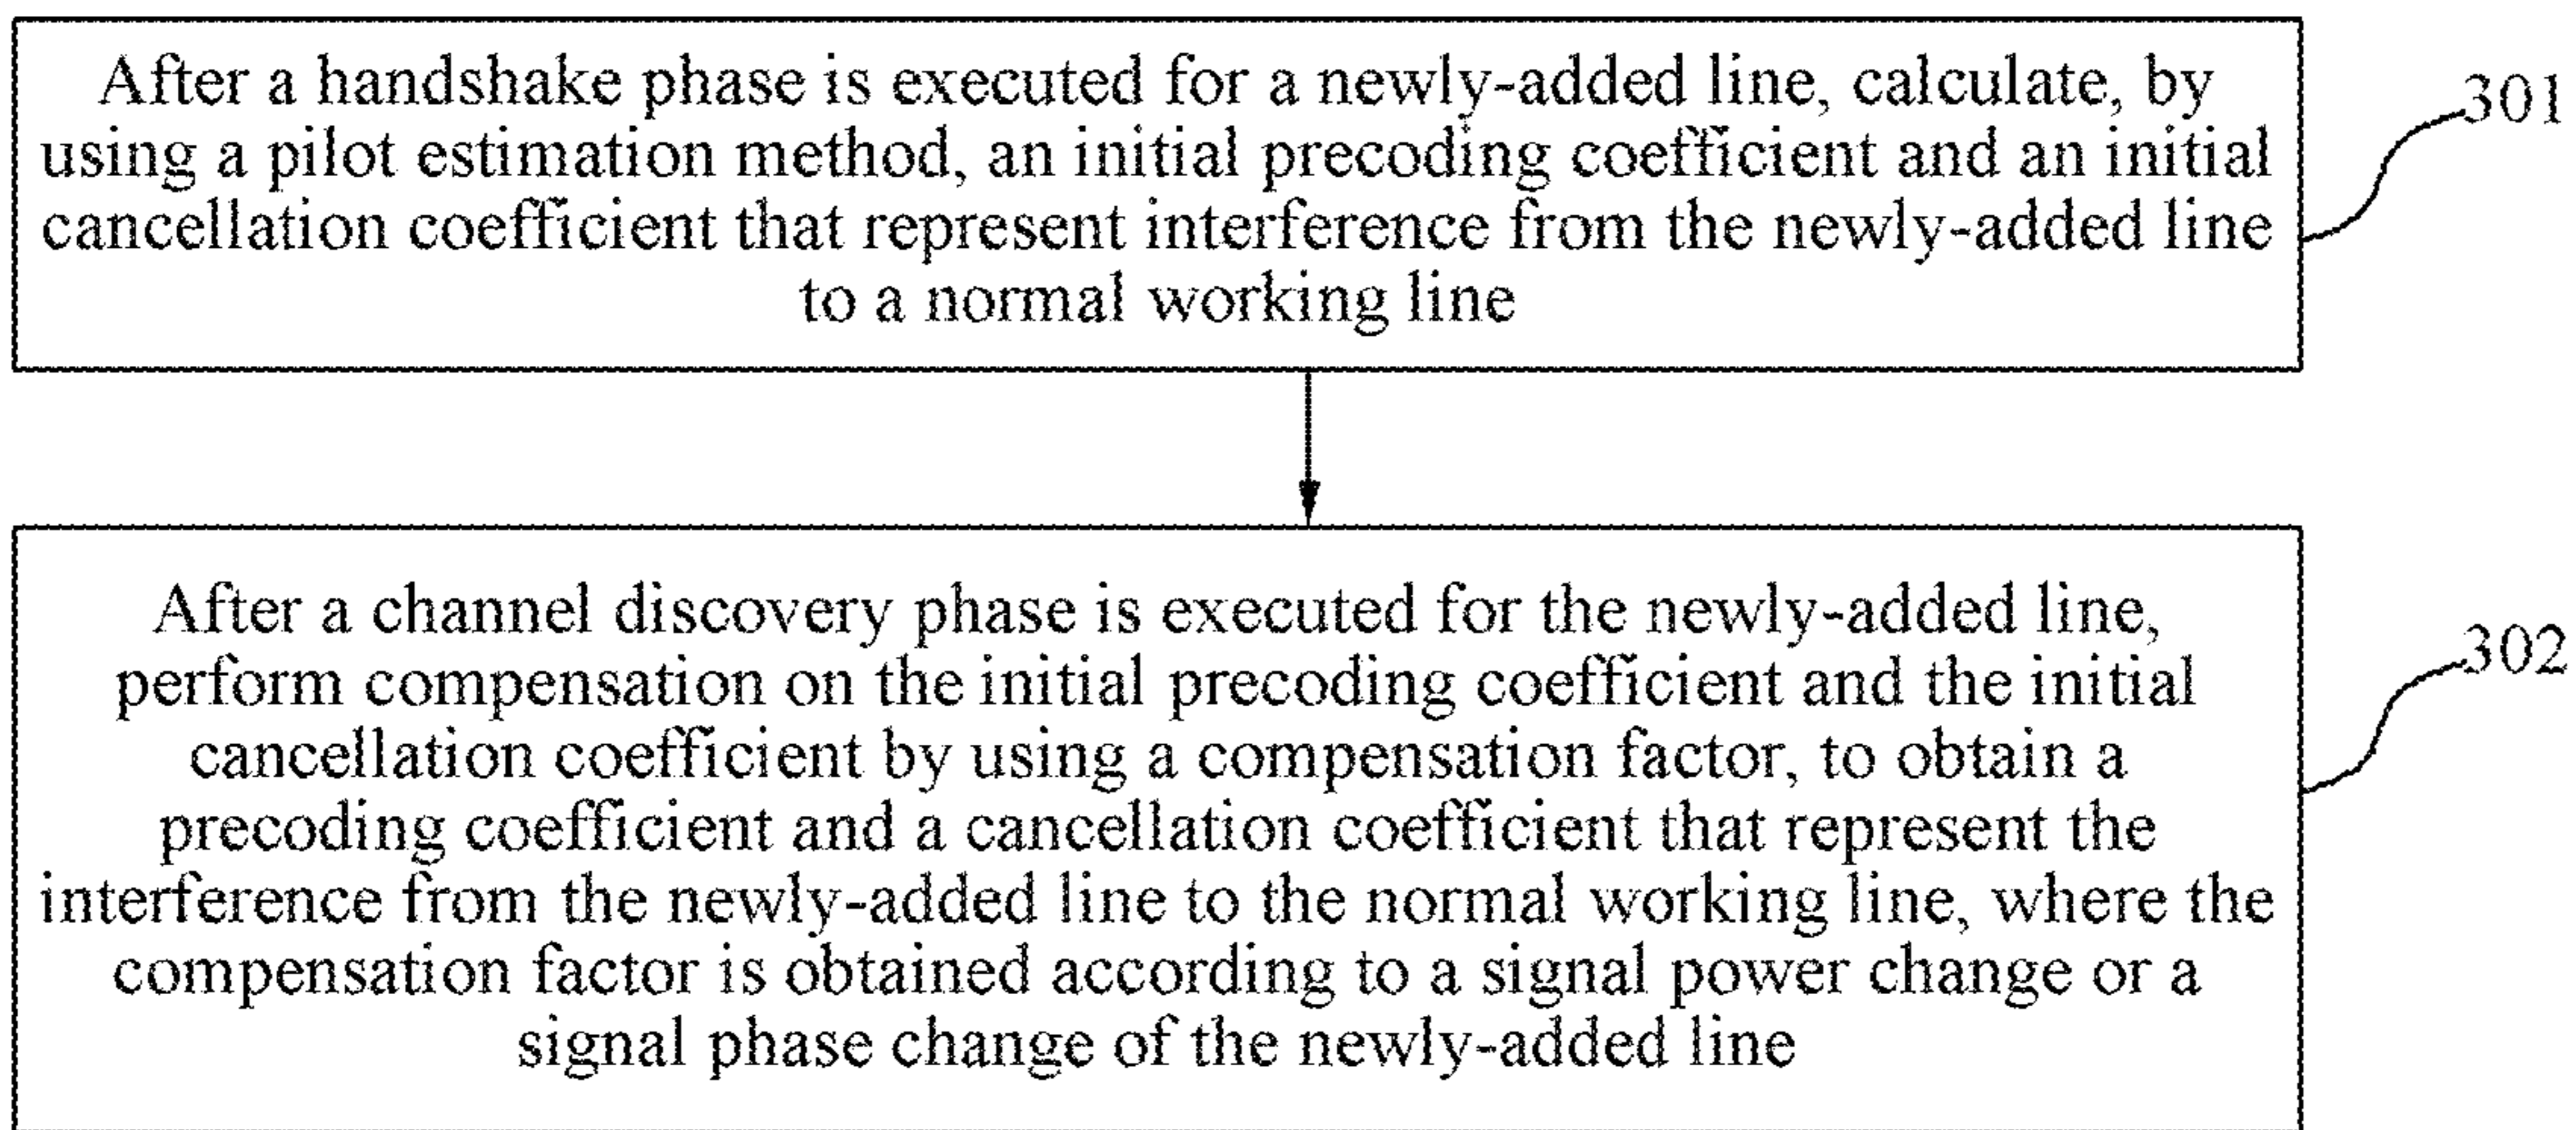 After a handshake phase is executed for a newly-added line, calculate, by
using a pilot estimation method, an initial precoding coefficient and an initial
cancellation coefficient that represent interference from the newly-added line
to a normal working line
301
After a channel discovery phase is executed for the newly-added line,
perform compensation on the initial precoding coefficient and the initial
cancellation coefficient by using a compensation factor, to obtain a
precoding coefficient and a cancellation coefficient that represent the
interference from the newly-added line to the normal working line, where the
compensation factor is obtained according to a signal power change or a
signal phase change of the newly-added line
302